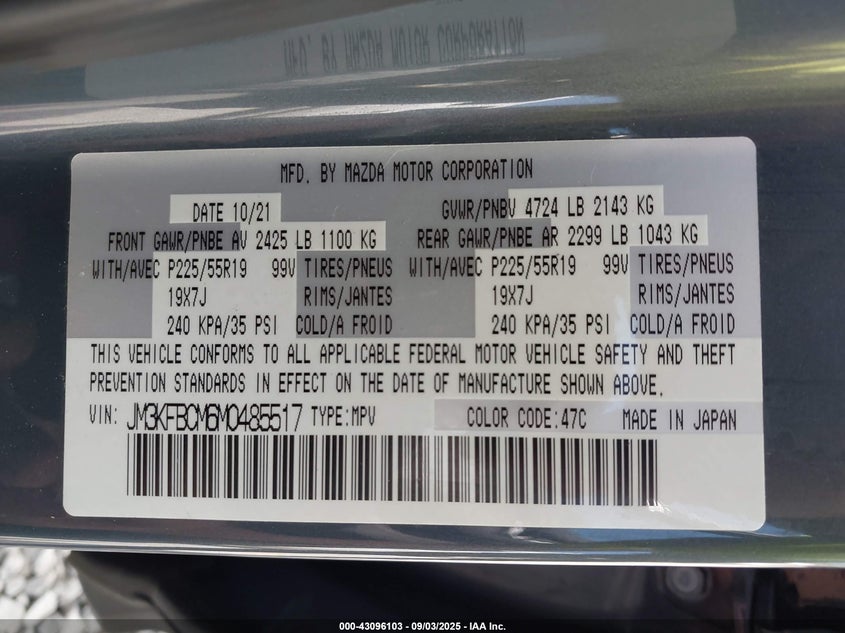 MFD. BY MAZDA MOTOR CORPORATION
MFD. BY MAZDA MOTOR CORPORATION
DATE 10/21 GVWR/PNBV 4724 LB 2143 KG
FRONT GAWR/PNBE AV 2425 LB 1100 KG REAR GAWR/PNBE AR 2299 LB 1043 KG
WITH/AVEC P225/55R19 99V TIRES/PNEUS WITH/AVEC P225/55R19 99V TIRES/PNEUS
19X7J RIMS/JANTES 19X7J RIMS/JANTES
240 KPA/35 PSI COLD/A FROID 240 KPA/35 PSI COLD/A FROID
THIS VEHICLE CONFORMS TO ALL APPLICABLE FEDERAL MOTOR VEHICLE SAFETY AND THEFT
PREVENTION STANDARDS IN EFFECT ON THE DATE OF MANUFACTURE SHOWN ABOVE.
VIN: JM3KFBCM6M0485517 TYPE:MPV COLOR CODE:47C MADE IN JAPAN
000-43096103 - 09/03/2025 - IAA Inc.